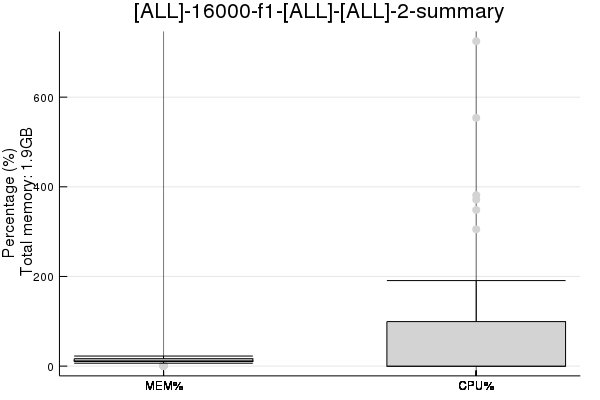 [ALL]-16000-f1-[ALL]-[ALL]-2-summary
Percentage (%)
Total memory: 1.9GB
600
400
200
0
MEM%
CPU%